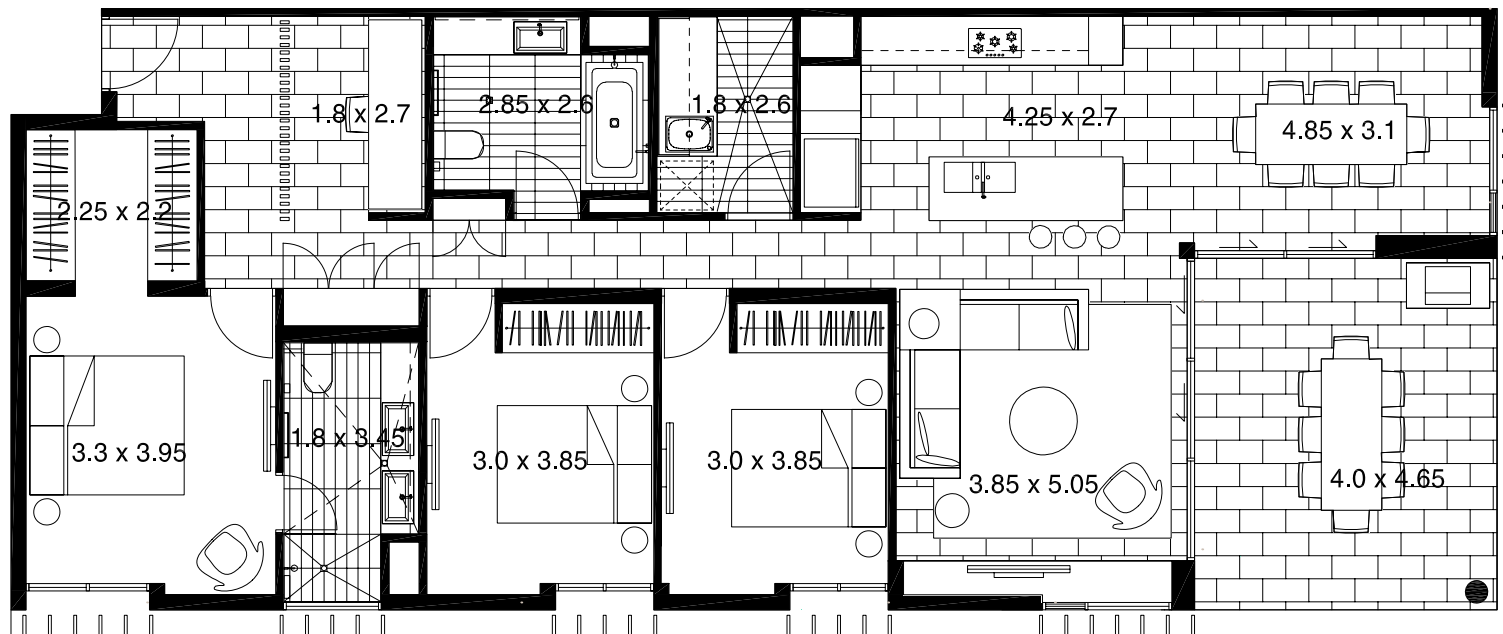 1.8 x 2.7
2.85 x 2.6
1.8 x 2.6
4.25 x 2.7
4.85 x 3.1
2.25 x 2.2
3.3 x 3.95
1.8 x 3.45
3.0 x 3.85
3.0 x 3.85
3.85 x 5.05
4.0 x 4.65